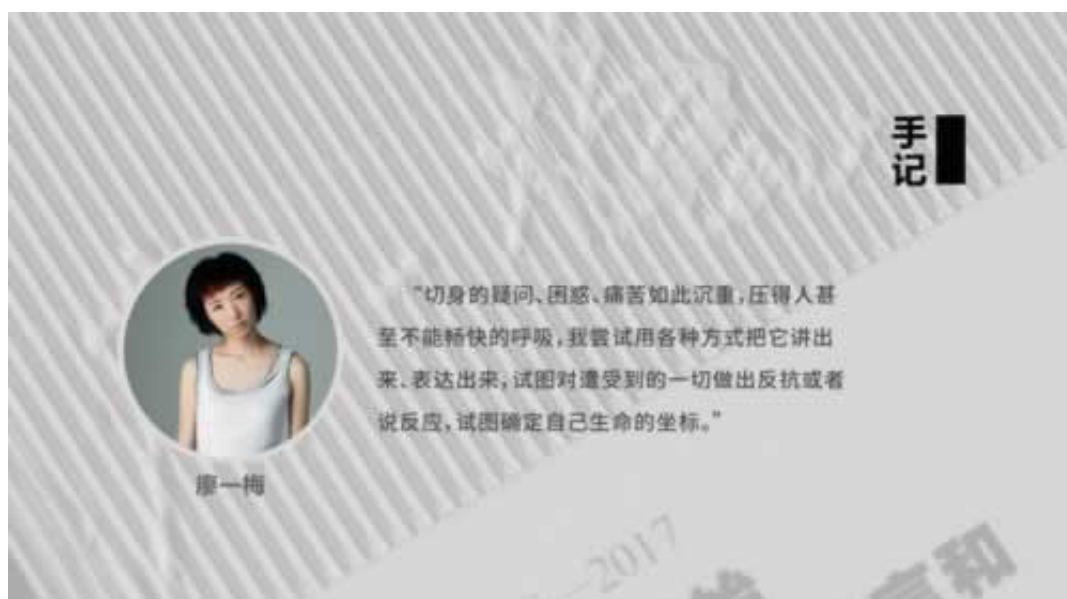 手记
“切身的疑问、困惑、痛苦如此沉重，压得人甚
至不能畅快的呼吸，我尝试用各种方式把它讲出
来、表达出来，试图对遭受到的一切做出反抗或者
说反应，试图确定自己生命的坐标。”
廖一梅
—2017